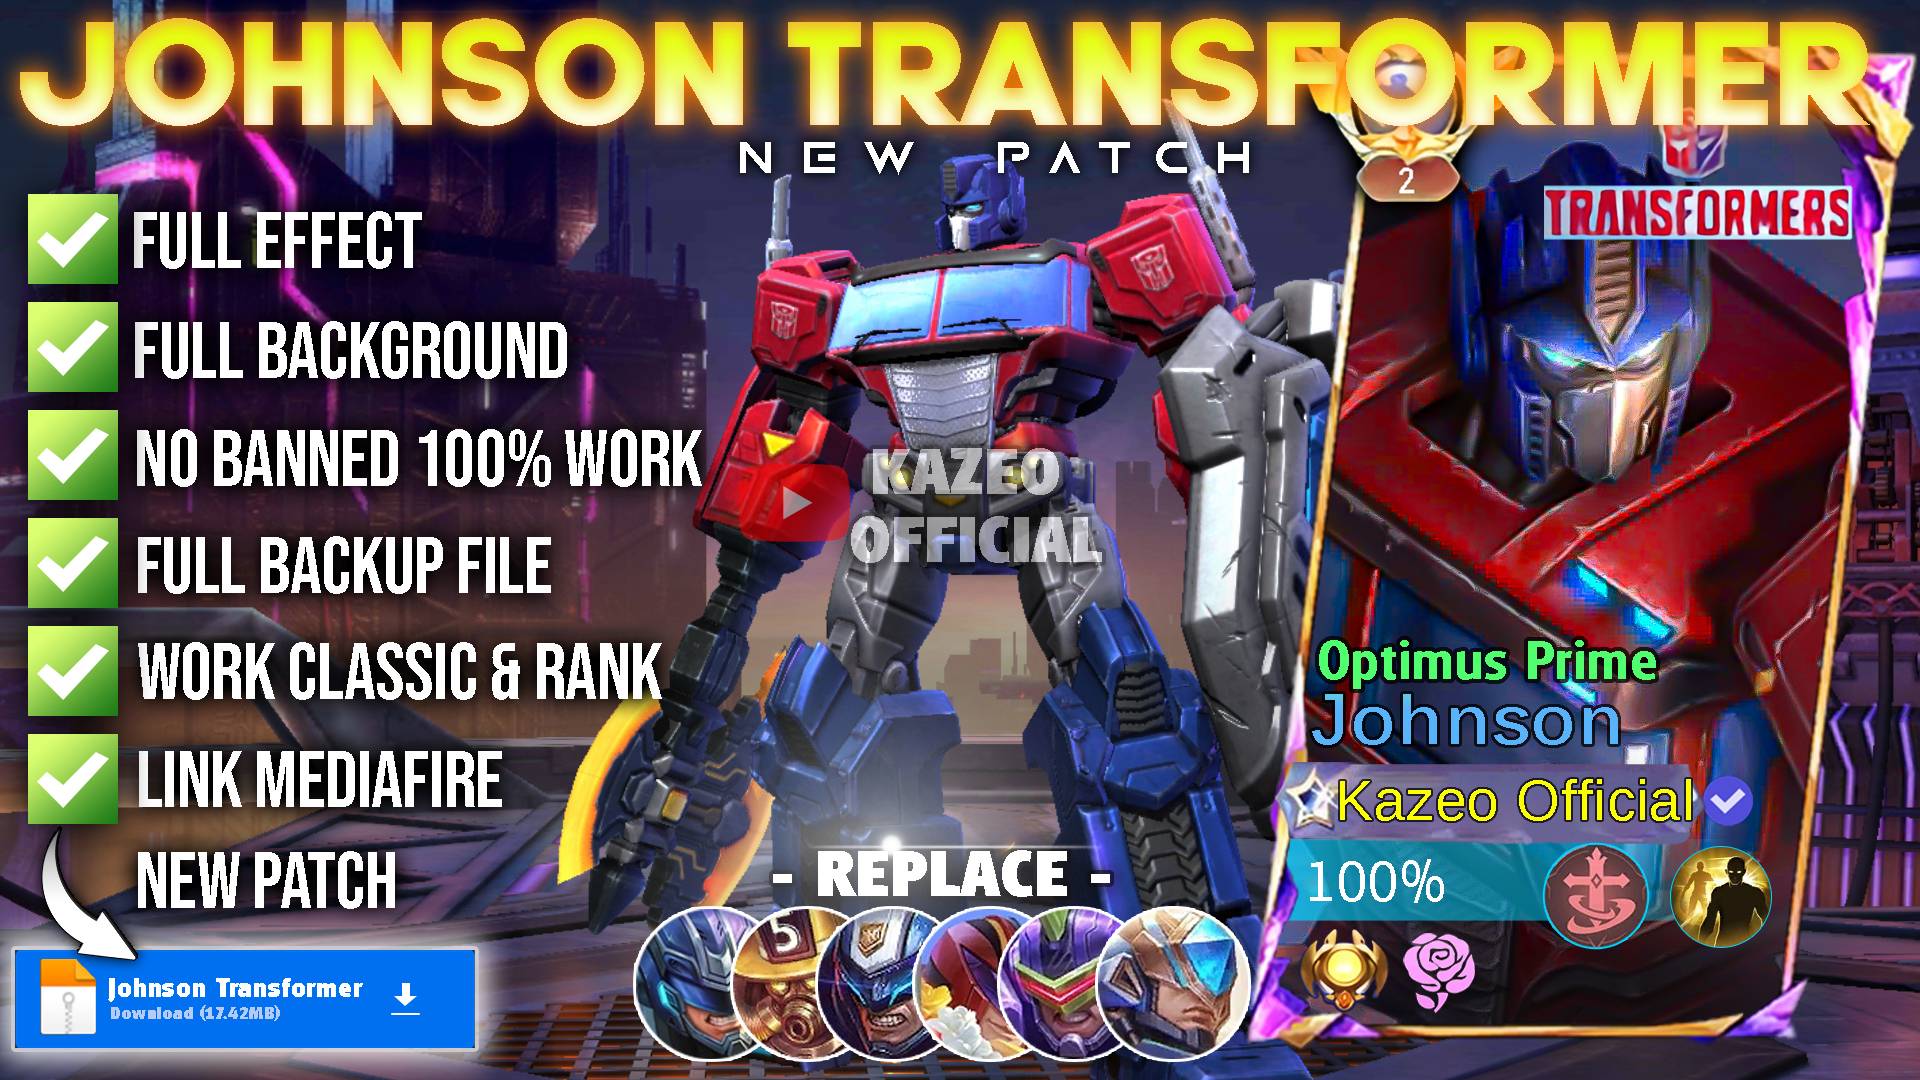 JOHNSON TRANSFORMER
NEW PATCH
2
TRANSFORMERS
FULL EFFECT
FULL BACKGROUND
NO BANNED 100% WORK
FULL BACKUP FILE
WORK CLASSIC & RANK
LINK MEDIAFIRE
NEW PATCH
Johnson Transformer
Download (17.42MB)
KAZEO
OFFICIAL
- REPLACE -
5
Optimus Prime
Johnson
Kazeo Official
100%